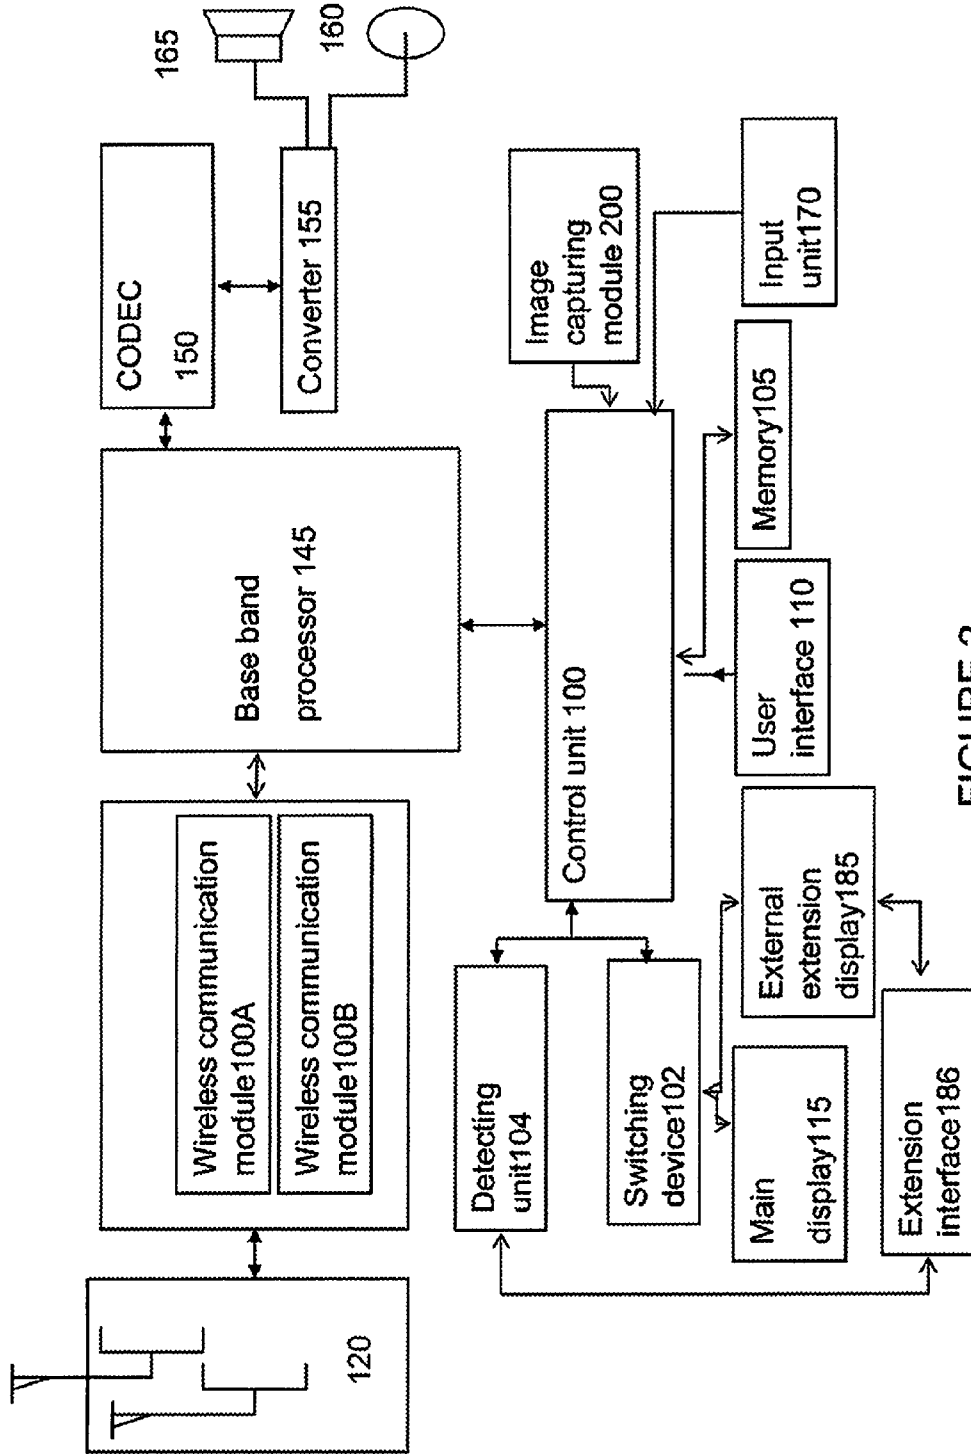 120
Wireless communication
module100A
Wireless communication
module100B
Base band
processor 145
CODEC
150
Converter 155
165
160
Detecting
unit104
Switching
device102
Control unit 100
Image
capturing
module 200
Main
display115
External
extension
display185
User
interface 110
Memory105
Input
unit170
Extension
interface186